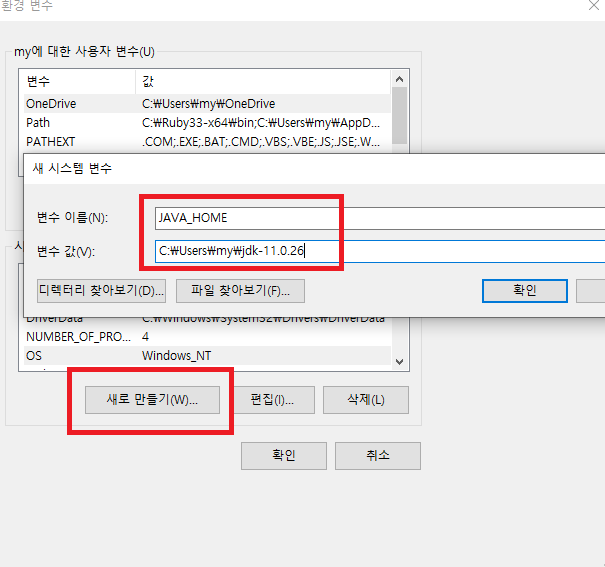 환경 변수
my에 대한 사용자 변수(U)
변수 값
OneDrive C:\Users\my\OneDrive
Path C:\Ruby33-x64\bin;C:\Users\my\AppD...
PATHEXT .COM;.EXE;.BAT;.CMD;.VBS;.VBE;.JS;.JSE;.W...
새 시스템 변수
변수 이름(N): JAVA_HOME
변수 값(V): C:\Users\my\jdk-11.0.26
시
디렉터리 찾아보기(D)... 파일 찾아보기(F)... 확인
DriverData C:\Windows\System32\Drivers\DriverData
NUMBER_OF_PRO... 4
OS Windows_NT
새로 만들기(W)... 편집(I)... 삭제(L)
확인 취소